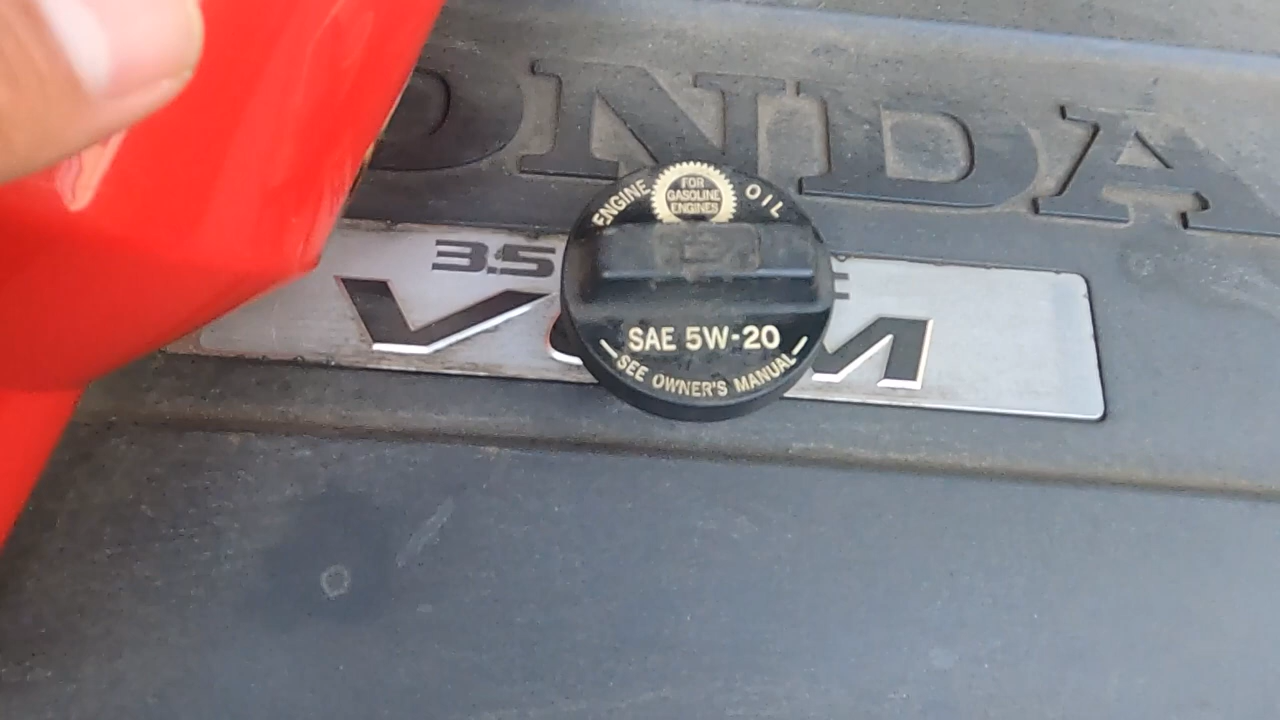 ONDA
ENGINE OIL
FOR
GASOLINE
ENGINES
3.5
SAE 5W-20
SEE OWNER'S MANUAL